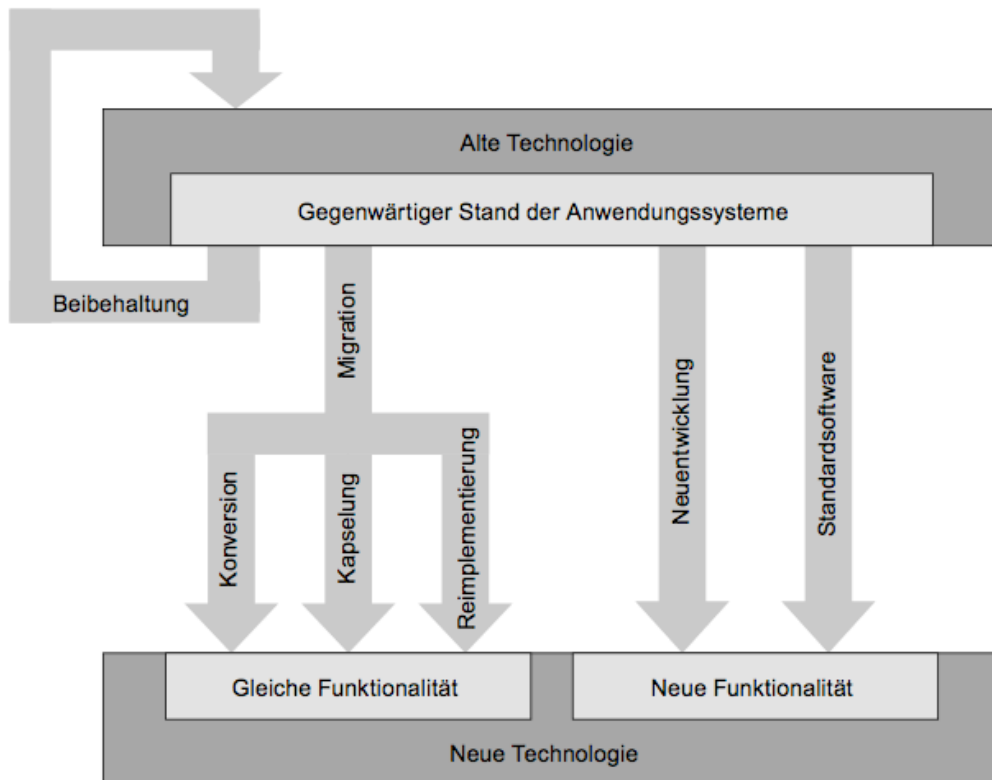 Alte Technologie
Gegenwärtiger Stand der Anwendungssysteme
Beibehaltung
Migration
Konversion
Kapselung
Reimplementierung
Neuentwicklung
Standardsoftware
Gleiche Funktionalität
Neue Funktionalität
Neue Technologie